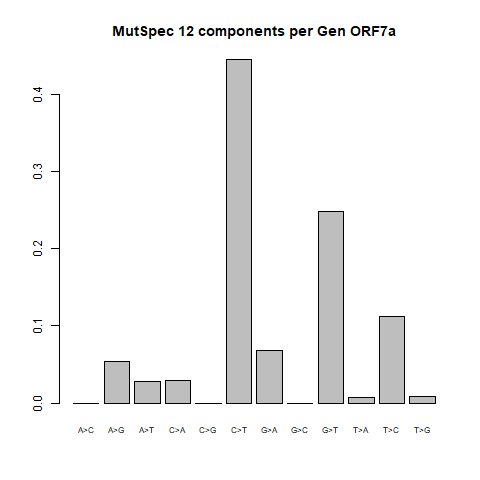 MutSpec 12 components per Gen ORF7a
0.4
0.3
0.2
0.1
0.0
A>C A>G A>T C>A C>G C>T G>A G>C G>T T>A T>C T>G